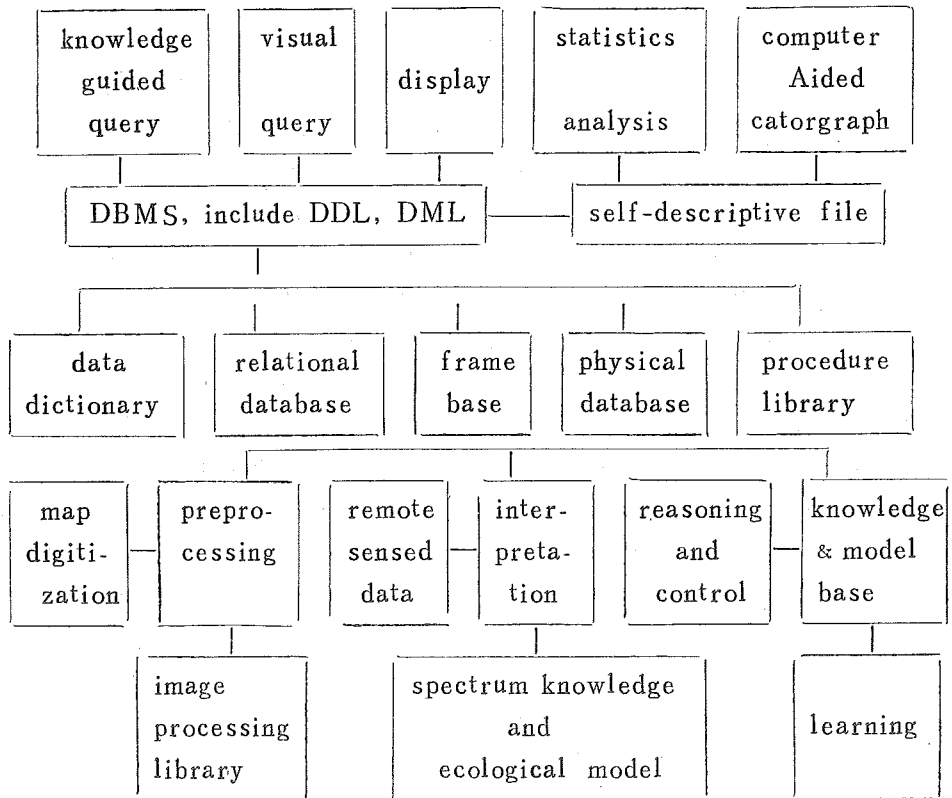 knowledge
guided
query
visual
query
display
statistics
analysis
computer
Aided
catorgraph
DBMS, include DDL, DML
self-descriptive file
data
dictionary
relational
database
frame
base
physical
database
procedure
library
map
digiti-
zation
prepro-
cessing
remote
sensed
data
inter-
preta-
tion
reasoning
and
control
knowledge
& model
base
image
processing
library
spectrum knowledge
and
ecological model
learning